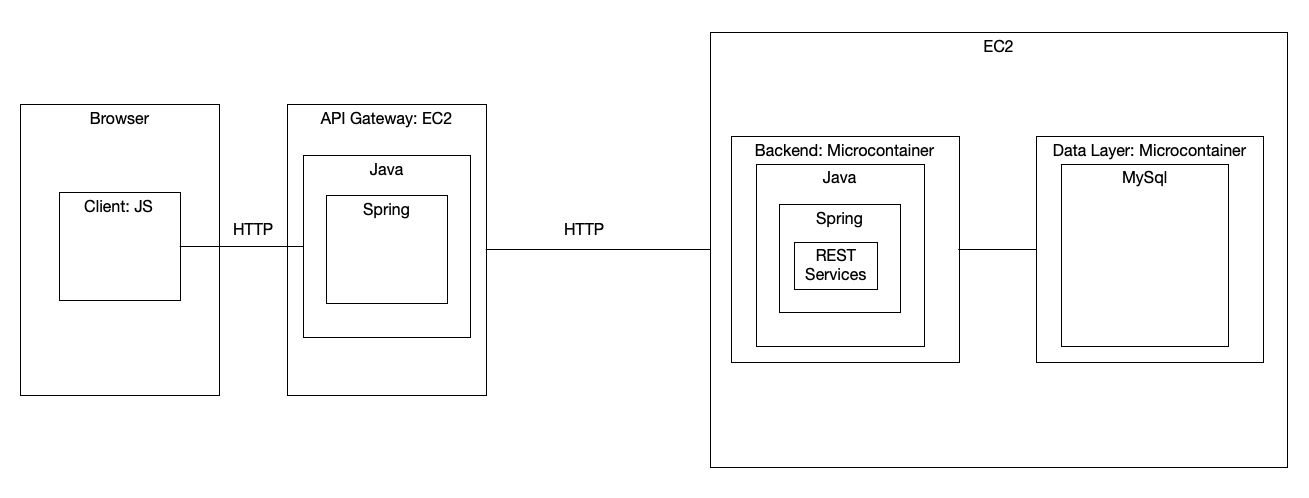 Browser
Client: JS
HTTP
API Gateway: EC2
Java
Spring
HTTP
EC2
Backend: Microcontainer
Java
Spring
REST
Services
Data Layer: Microcontainer
MySql